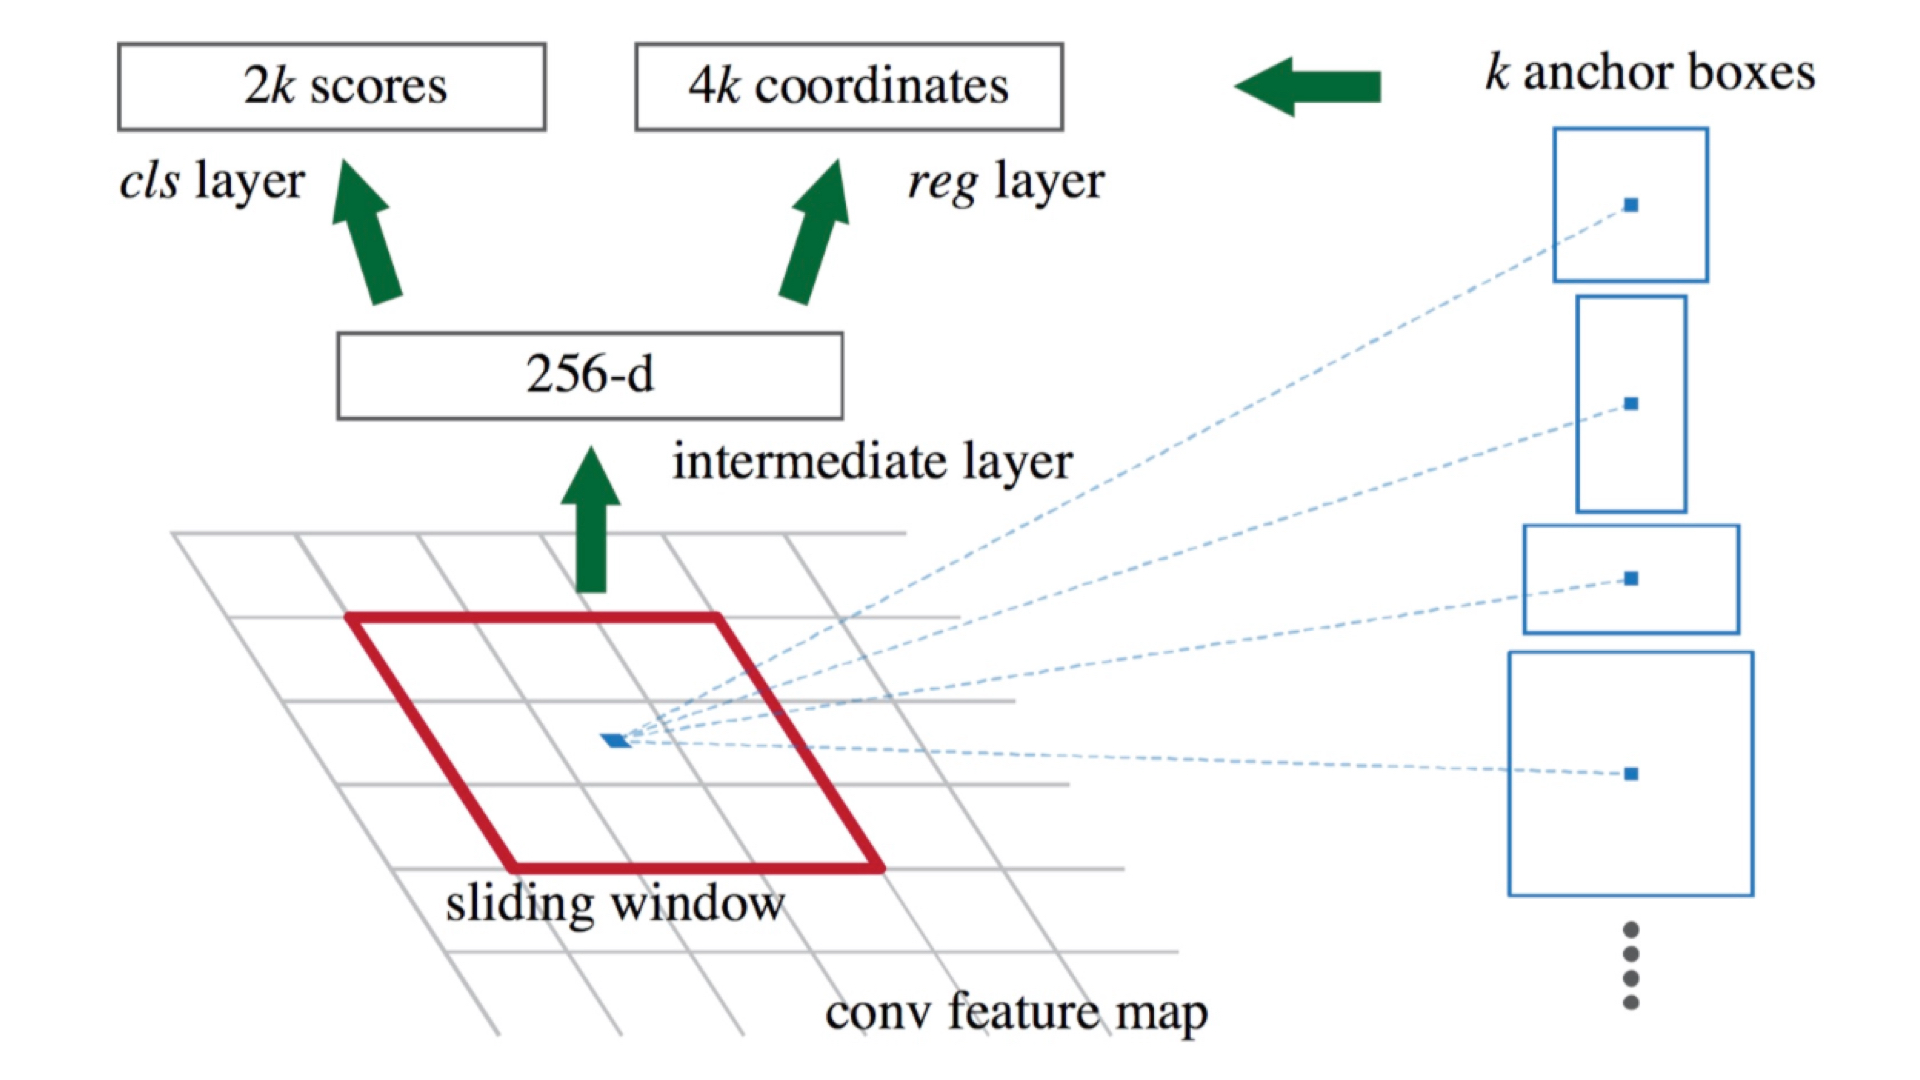 2k scores
4k coordinates
k anchor boxes
cls layer
reg layer
256-d
intermediate layer
sliding window
conv feature map